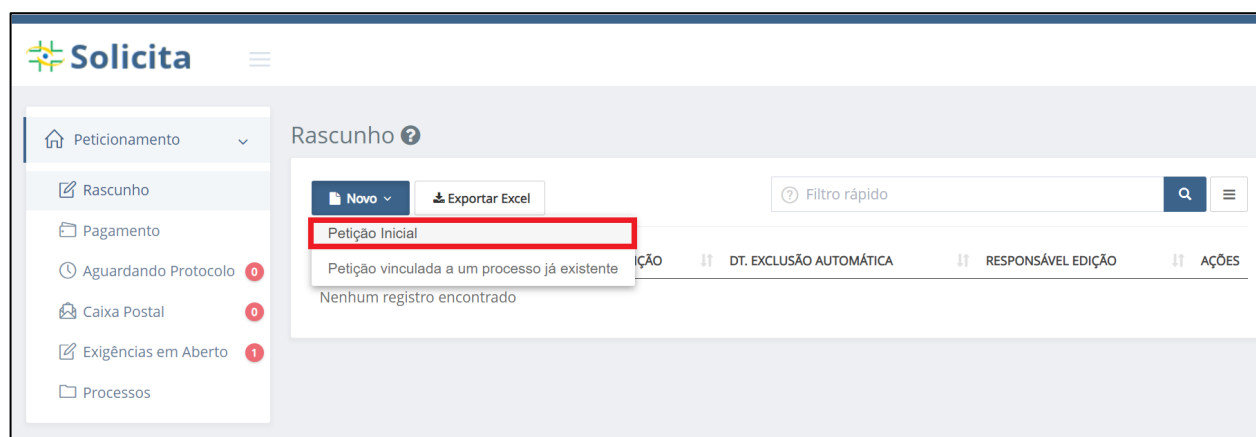 Solicita
Peticionamento
Rascunho
Pagamento
Aguardando Protocolo 0
Caixa Postal 0
Exigências em Aberto 1
Processos
Rascunho ?
Novo
Exportar Excel
? Filtro rápido
Petição Inicial
Petição vinculada a um processo já existente
DT. EXCLUSÃO AUTOMÁTICA RESPONSÁVEL EDIÇÃO AÇÕES
Nenhum registro encontrado